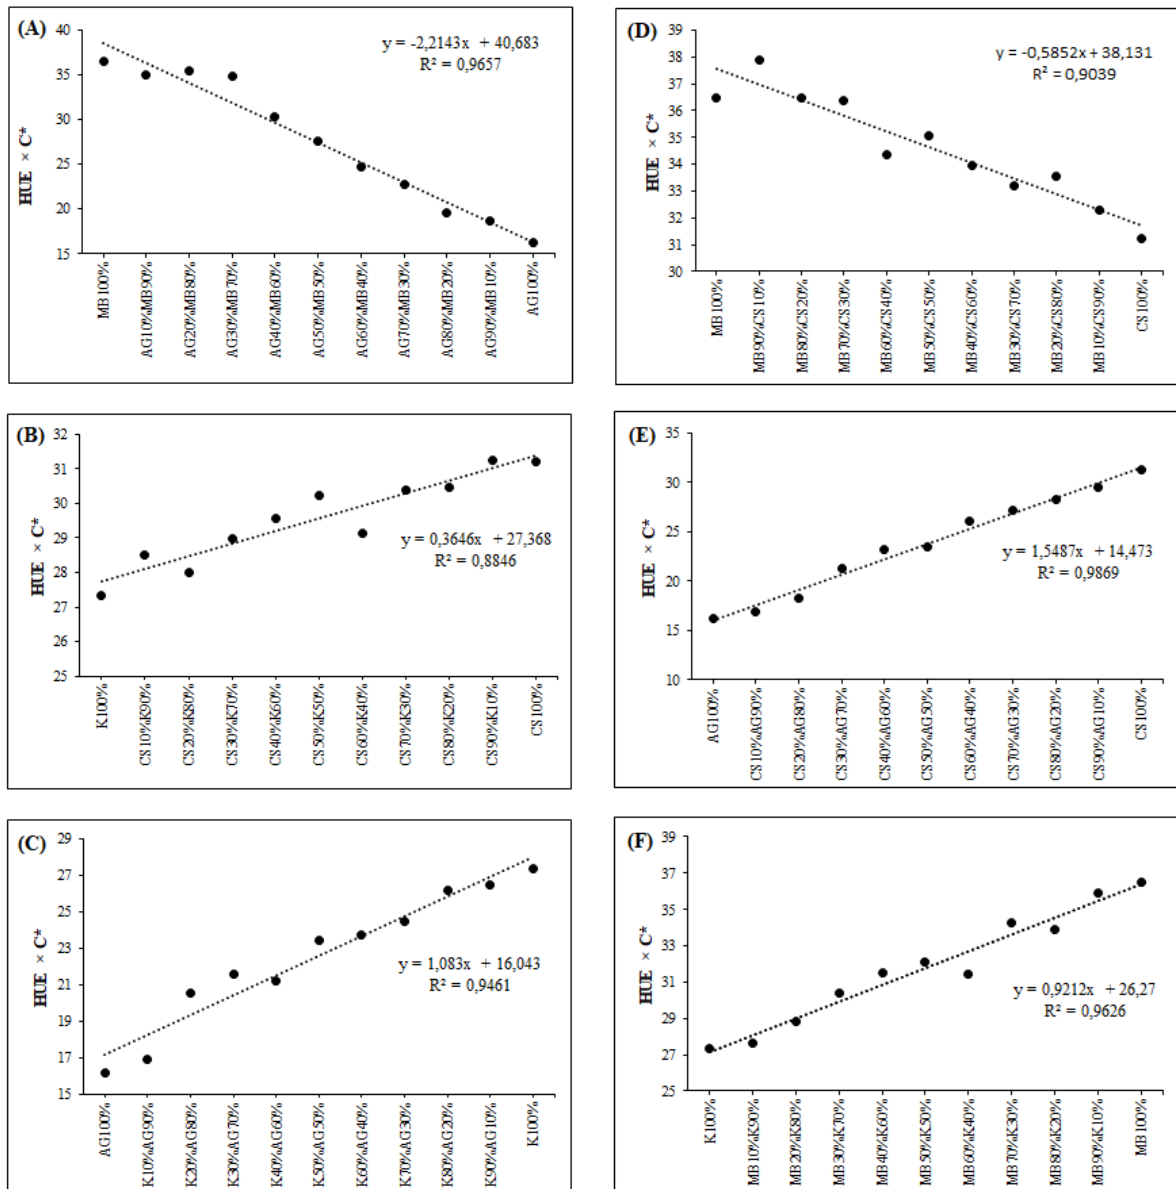 (A)
y = -2,2143x + 40,683
R² = 0,9657
HUE × C*
40
35
30
25
20
15
MB100%
AG10%MB90%
AG20%MB80%
AG30%MB70%
AG40%MB60%
AG50%MB50%
AG60%MB40%
AG70%MB30%
AG80%MB20%
AG90%MB10%
AG100%
(D)
y = -0,5852x + 38,131
R² = 0,9039
HUE × C*
39
38
37
36
35
34
33
32
31
30
MB100%
MB90%CS10%
MB80%CS20%
MB70%CS30%
MB60%CS40%
MB50%CS50%
MB40%CS60%
MB30%CS70%
MB20%CS80%
MB10%CS90%
CS100%
(B)
y = 0,3646x + 27,368
R² = 0,8846
HUE × C*
32
31
30
29
28
27
26
25
K100%
CS10%K90%
CS20%K80%
CS30%K70%
CS40%K60%
CS50%K50%
CS60%K40%
CS70%K30%
CS80%K20%
CS90%K10%
CS100%
(E)
y = 1,5487x + 14,473
R² = 0,9869
HUE × C*
35
30
25
20
15
10
AG100%
CS10%AG90%
CS20%AG80%
CS30%AG70%
CS40%AG60%
CS50%AG50%
CS60%AG40%
CS70%AG30%
CS80%AG20%
CS90%AG10%
CS100%
(C)
y = 1,083x + 16,043
R² = 0,9461
HUE × C*
29
27
25
23
21
19
17
15
AG100%
K10%AG90%
K20%AG80%
K30%AG70%
K40%AG60%
K50%AG50%
K60%AG40%
K70%AG30%
K80%AG20%
K90%AG10%
K100%
(F)
y = 0,9212x + 26,27
R² = 0,9626
HUE × C*
39
37
35
33
31
29
27
25
K100%
MB10%K90%
MB20%K80%
MB30%K70%
MB40%K60%
MB50%K50%
MB60%K40%
MB70%K30%
MB80%K20%
MB90%K10%
MB100%